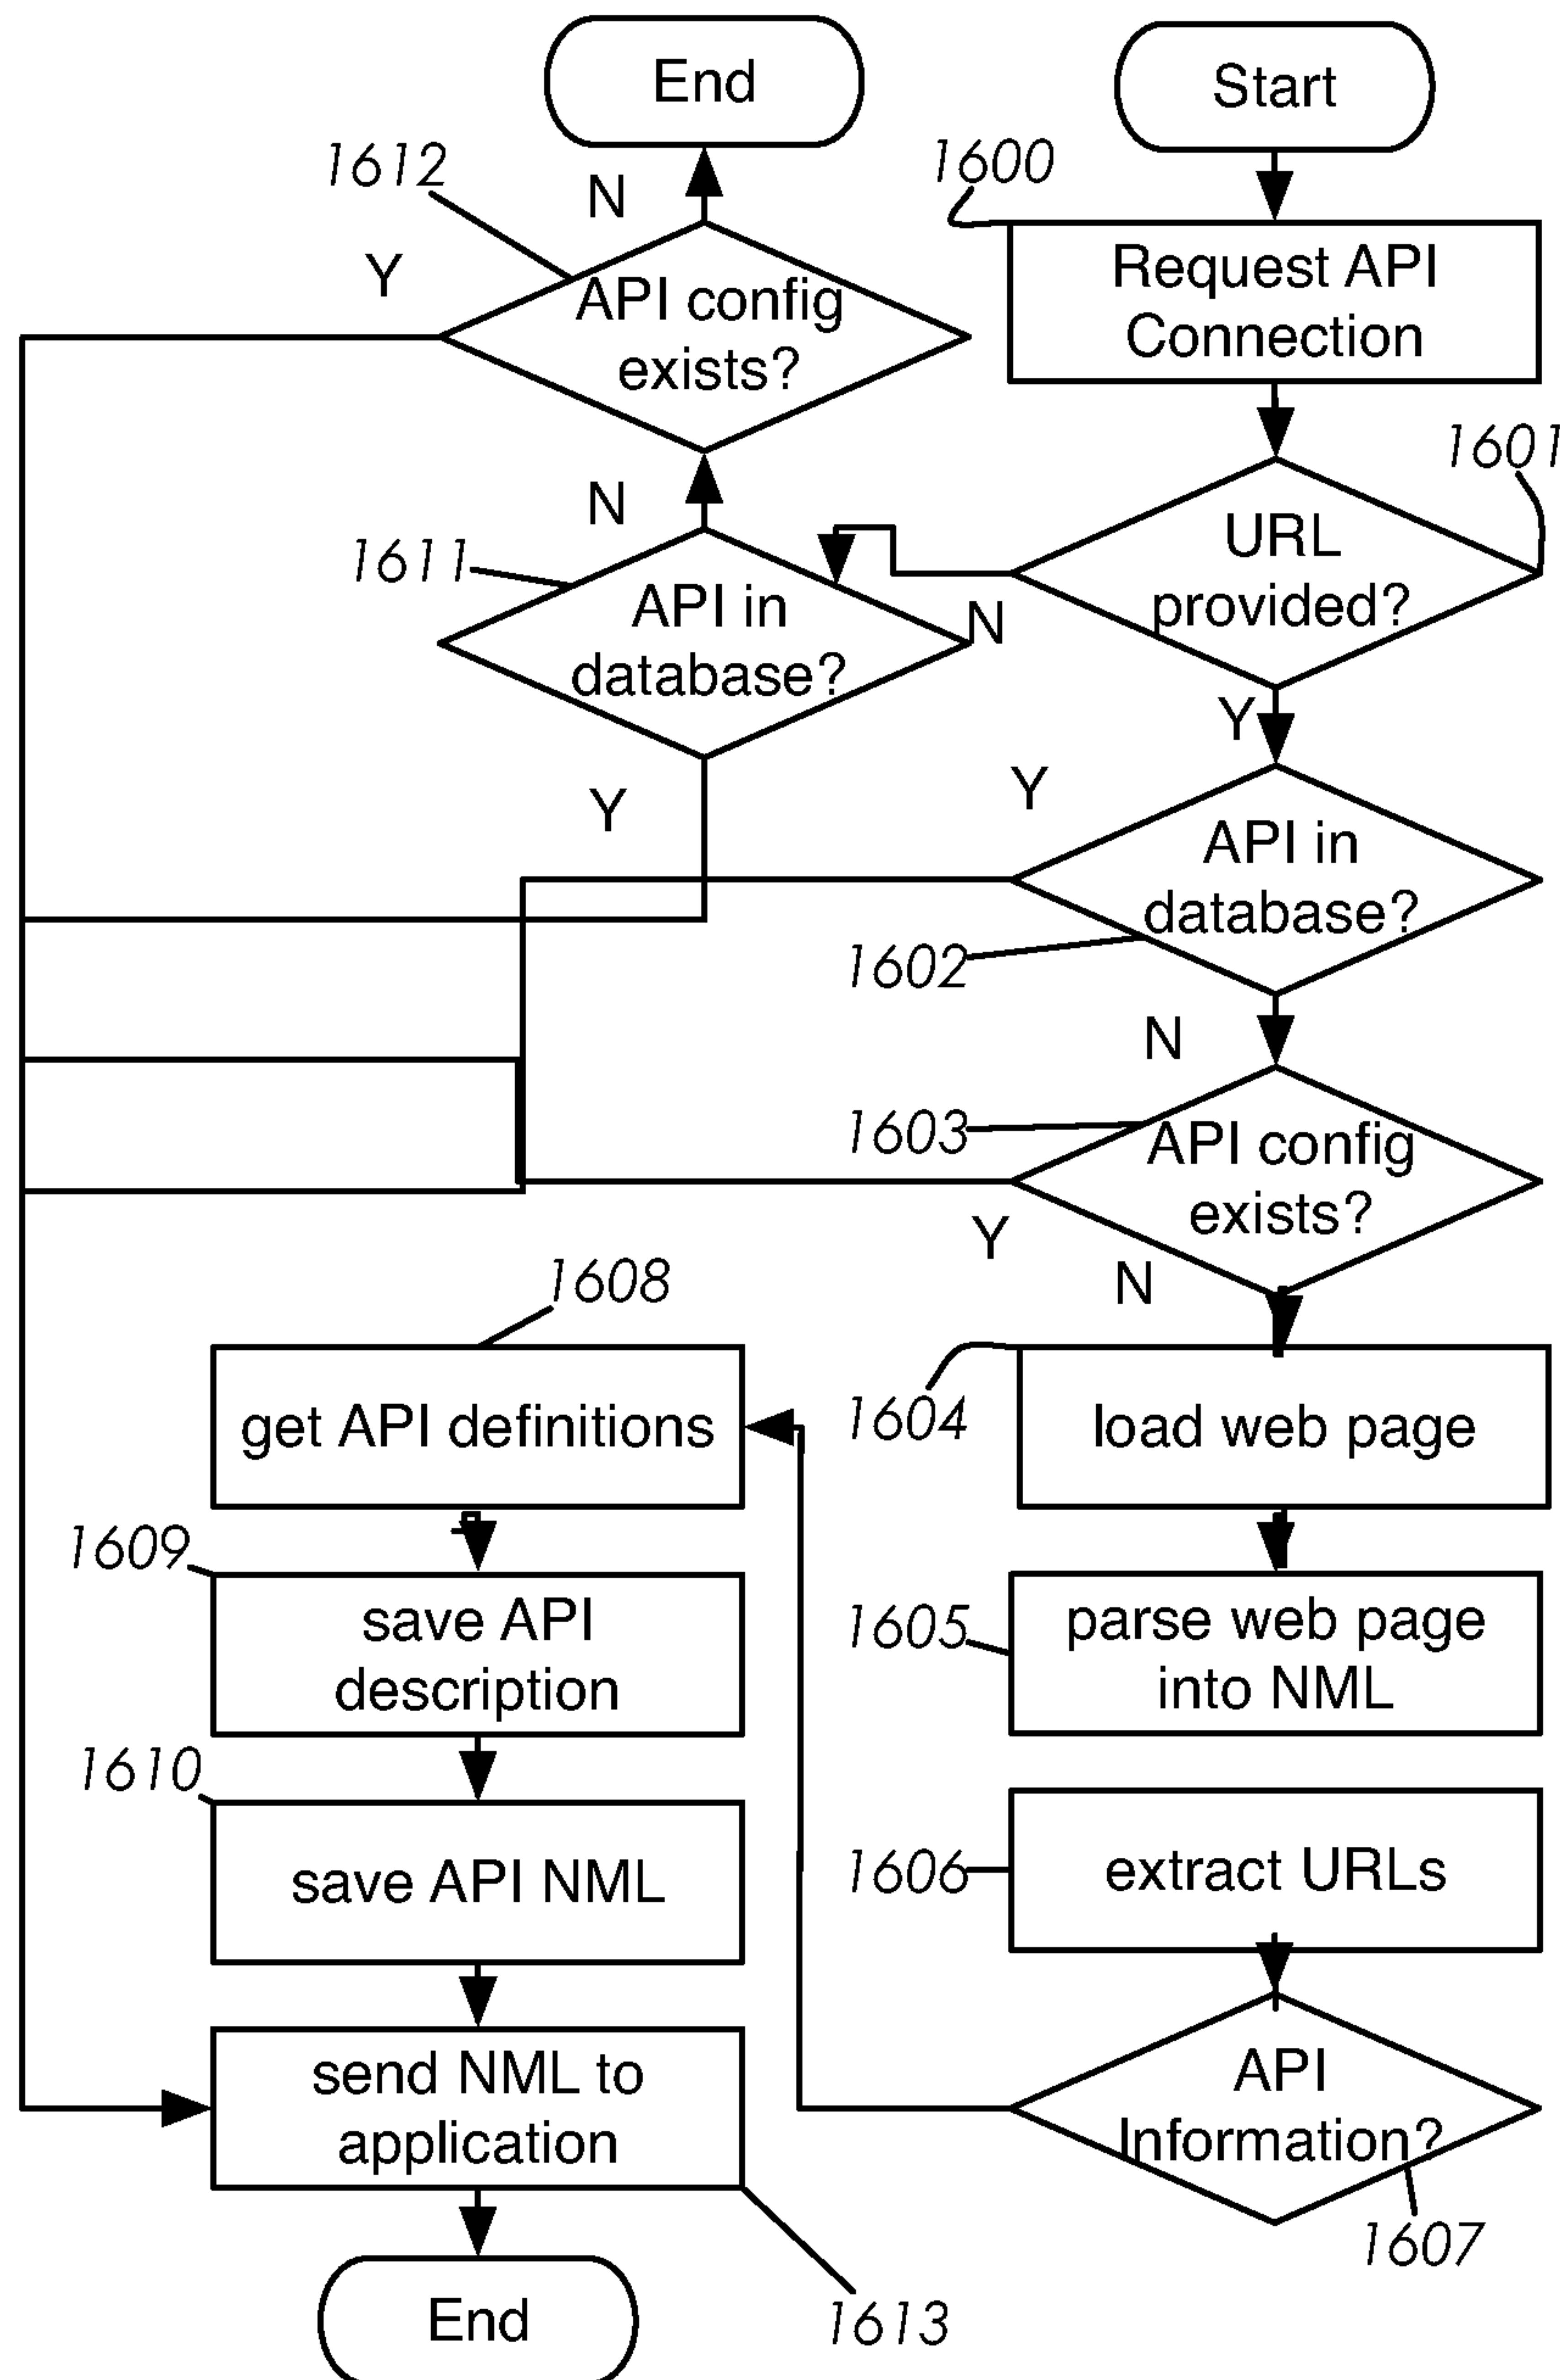 End
Start
1612
1600
N
Y
API config
exists?
Request API
Connection
1601
N
1611
URL
provided?
API in
database?
N
Y
Y
Y
API in
database?
1602
N
1603
API config
exists?
Y
N
1608
get API definitions
1604
load web page
1609
save API
description
1605
parse web page
into NML
1610
save API NML
1606
extract URLs
send NML to
application
API
Information?
1607
End
1613